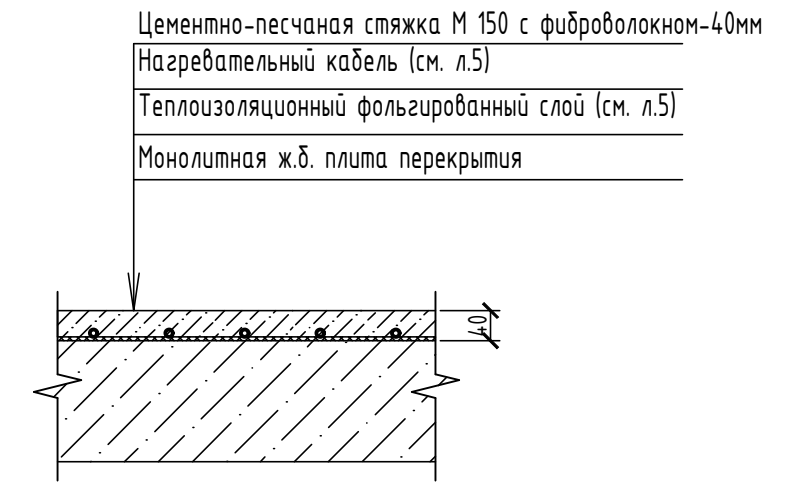 Цементно-песчаная стяжка М 150 с фиброволокном-40мм
Нагревательный кабель (см. л.5)
Теплоизоляционный фольгированный слой (см. л.5)
Монолитная ж.б. плита перекрытия
40